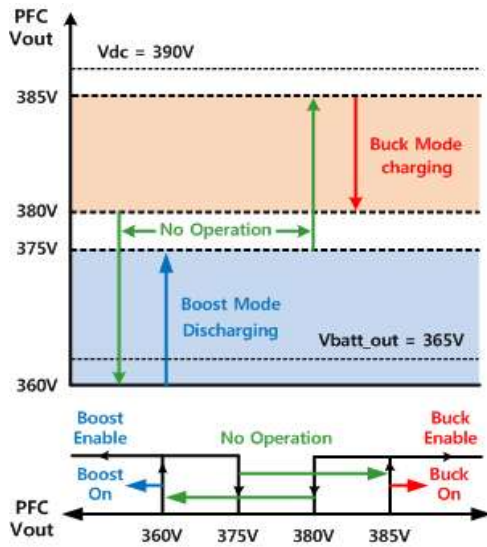 PFC
Vout
Vdc = 390V
385V
Buck Mode
charging
380V
No Operation
375V
Boost Mode
Discharging
Vbatt_out = 365V
360V
Boost
Enable
No Operation
Buck
Enable
Boost
On
Buck
On
PFC
Vout
360V 375V 380V 385V